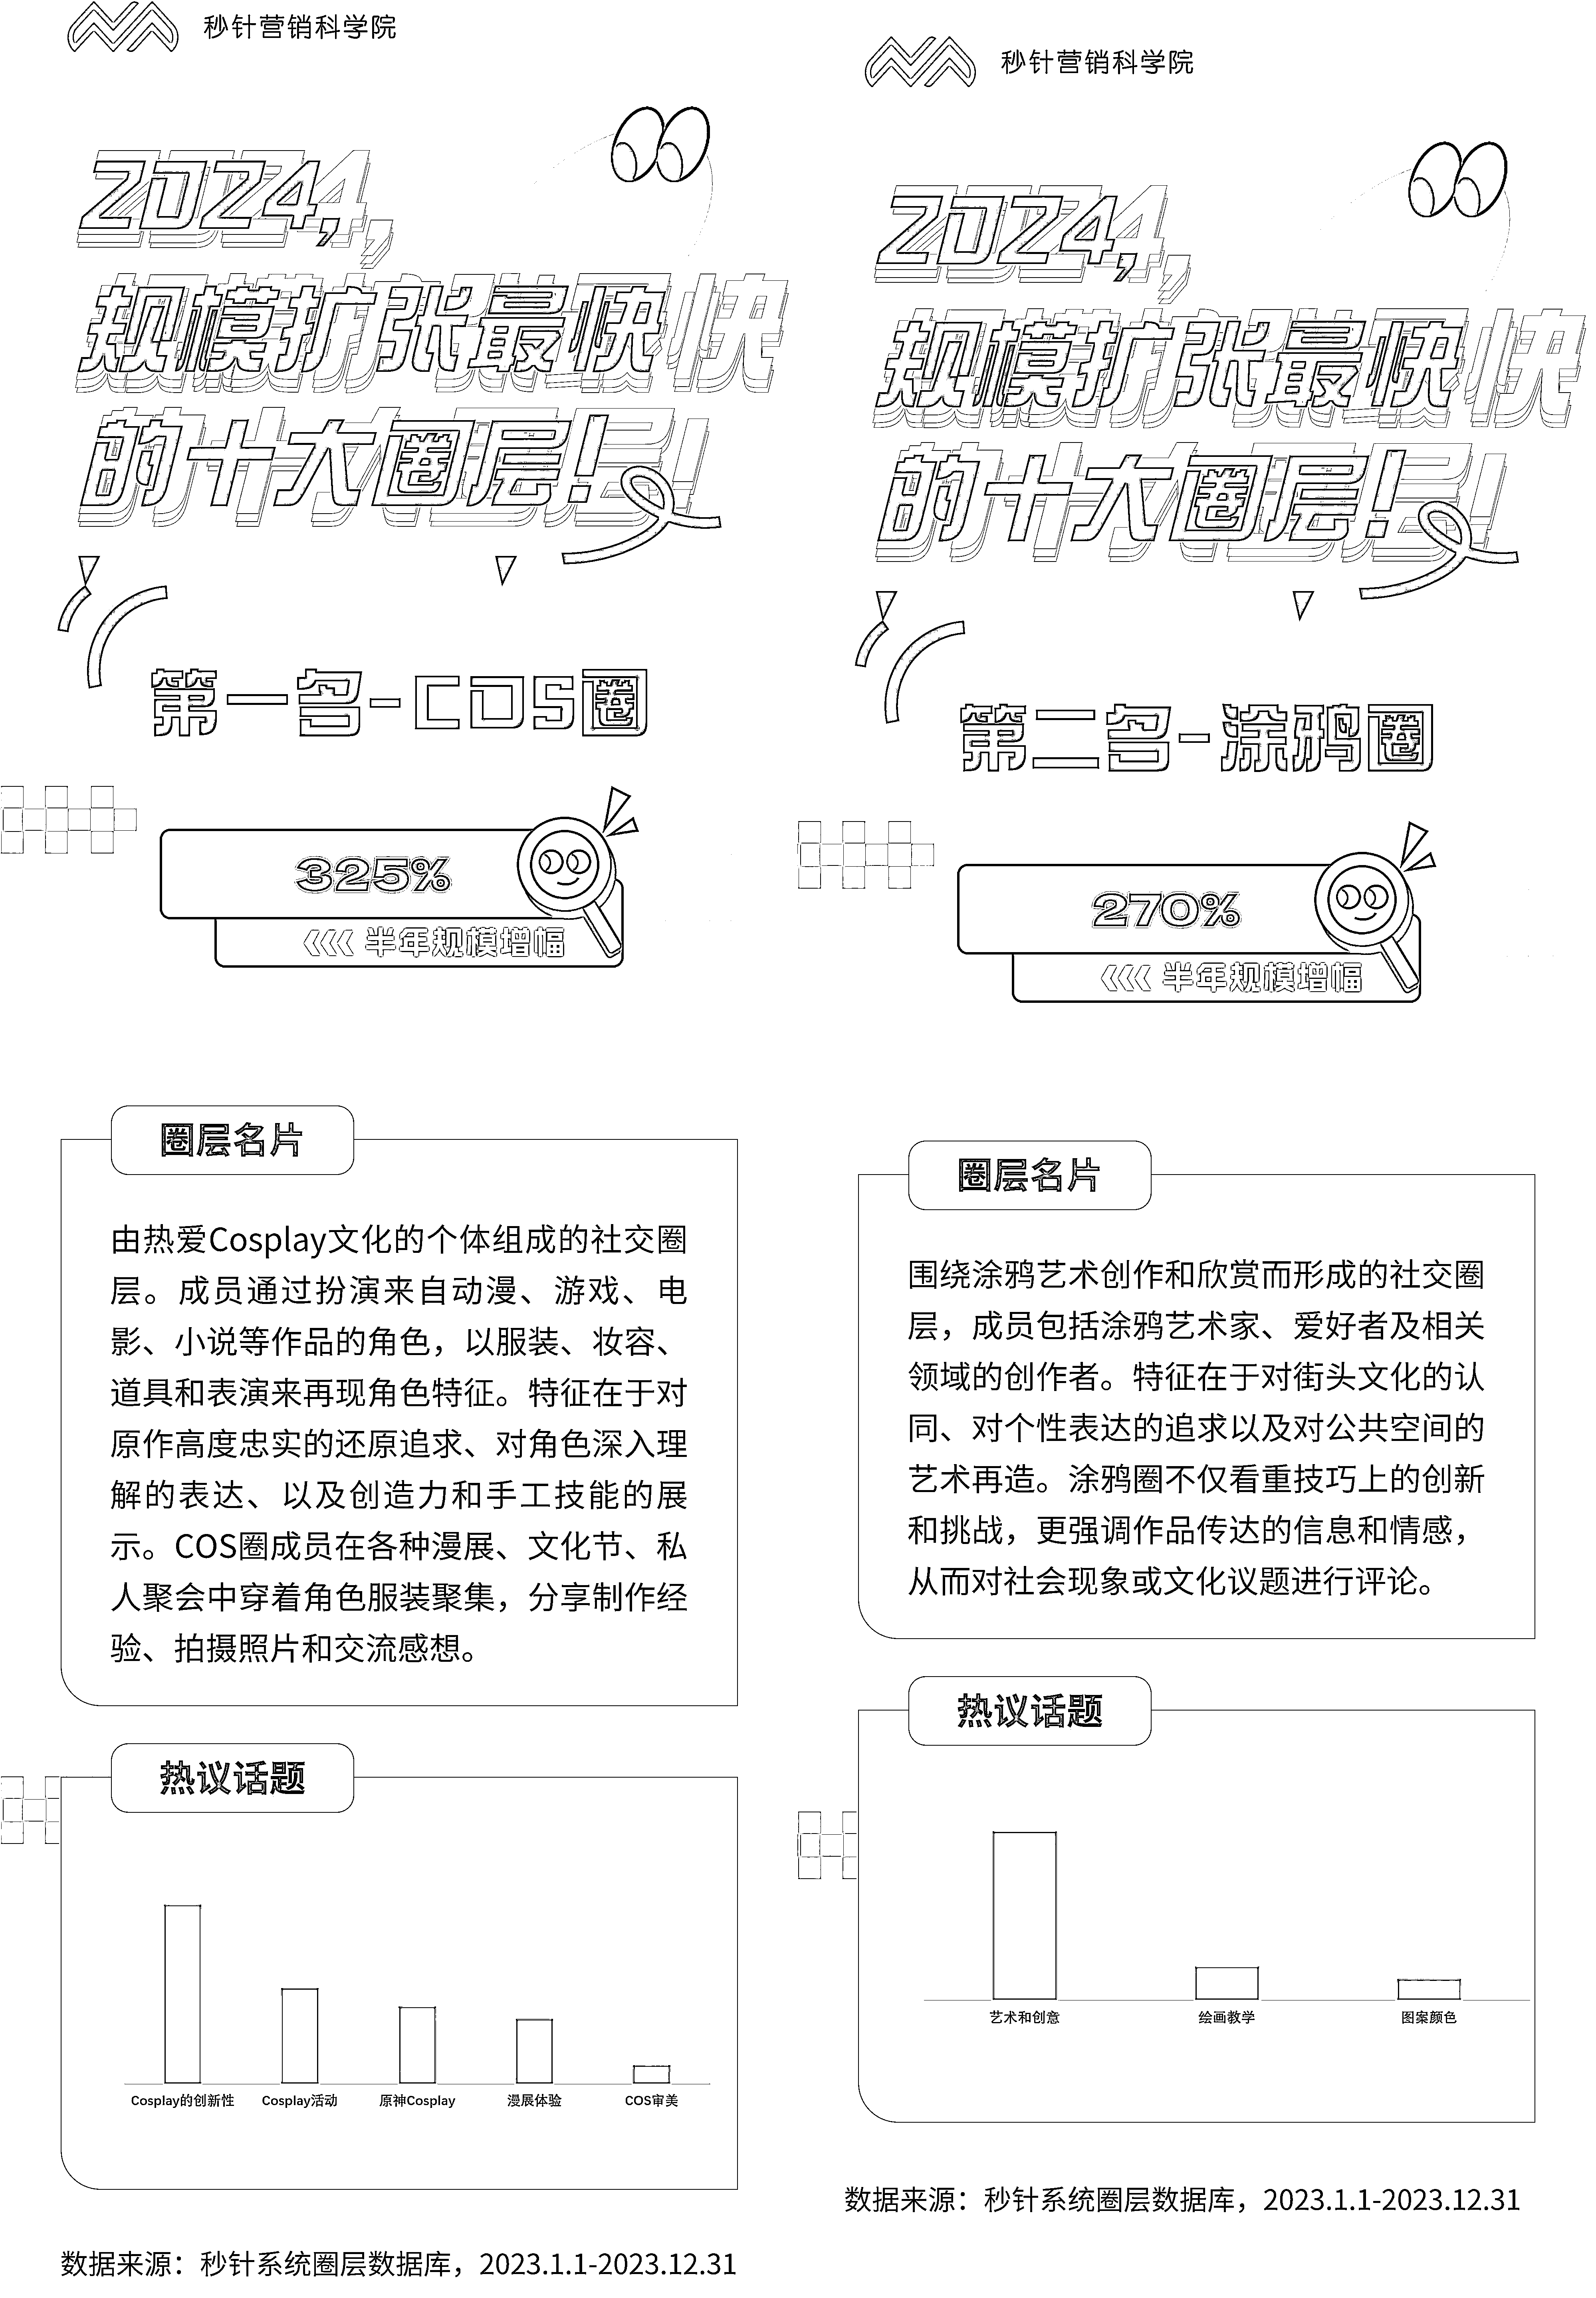 秒针营销科学院
2024,
规模扩张最快
的十大圈层!
第一名-COS圈
325%
半年规模增幅
圈层名片
由热爱Cosplay文化的个体组成的社交圈
层。成员通过扮演来自动漫、游戏、电
影、小说等作品的角色，以服装、妆容、
道具和表演来再现角色特征。特征在于对
原作高度忠实的还原追求、对角色深入理
解的表达、以及创造力和手工技能的展
示。COS圈成员在各种漫展、文化节、私
人聚会中穿着角色服装聚集，分享制作经
验、拍摄照片和交流感想。
热议话题
Cosplay的创新性
Cosplay活动
原神Cosplay
漫展体验
COS审美
数据来源：秒针系统圈层数据库，2023.1.1-2023.12.31
秒针营销科学院
2024,
规模扩张最快
的十大圈层!
第二名-涂鸦圈
270%
半年规模增幅
圈层名片
围绕涂鸦艺术创作和欣赏而形成的社交圈
层，成员包括涂鸦艺术家、爱好者及相关
领域的创作者。特征在于对街头文化的认
同、对个性表达的追求以及对公共空间的
艺术再造。涂鸦圈不仅看重技巧上的创新
和挑战，更强调作品传达的信息和情感，
从而对社会现象或文化议题进行评论。
热议话题
艺术和创意
绘画教学
图案颜色
数据来源：秒针系统圈层数据库，2023.1.1-2023.12.31